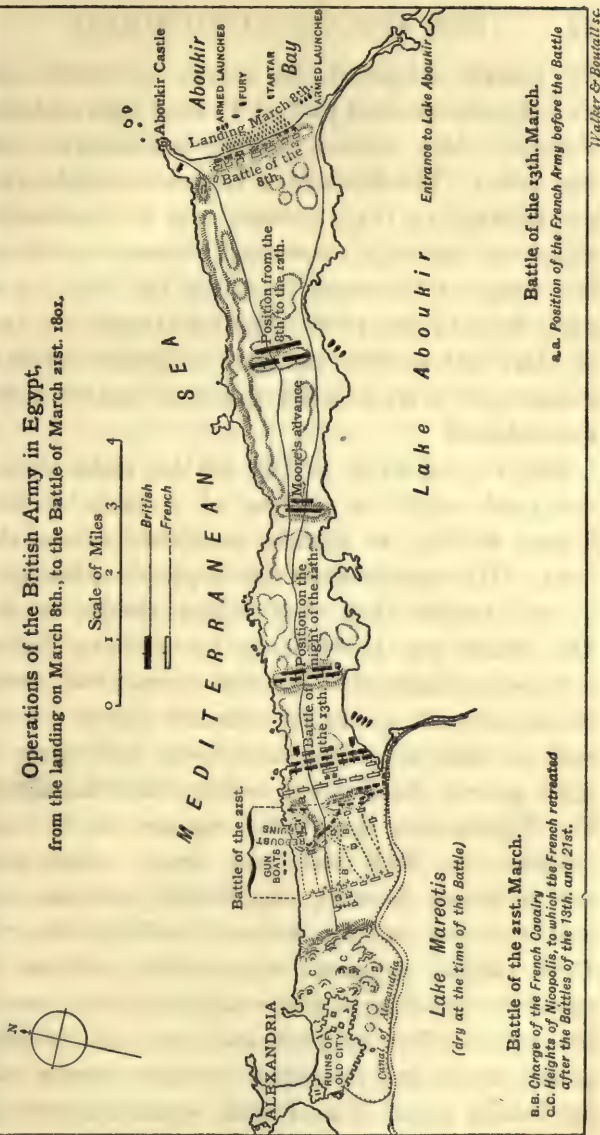 Operations of the British Army in Egypt,
from the landing on March 8th., to the Battle of March 21st. 1801.
Scale of Miles
0 1 2 3 4
British
French
N
MEDITERRANEAN SEA
Aboukir Castle
Aboukir
Bay
ARMED LAUNCHES
FURY
TARTAR
ARMED LAUNCHES
Landing March 8th.
Battle of the
8th.
Position from the
8th to the 12th.
Moore's advance
Position on the
night of the 12th.
Battle of
the 13th.
Battle of the 21st.
GUN
BOATS
REDOUBT
RUINS
B
B
C
C
ALEXANDRIA
RUINS OF
OLD CITY
Canal of Alexandria
Lake Mareotis
(dry at the time of the Battle)
Lake Aboukir
Entrance to Lake Aboukir
Battle of the 21st. March.
B.B. Charge of the French Cavalry
C.C. Heights of Nicopolis, to which the French retreated
after the Battles of the 13th. and 21st.
Battle of the 13th. March.
a.a. Position of the French Army before the Battle
Walker & Boutall sc.